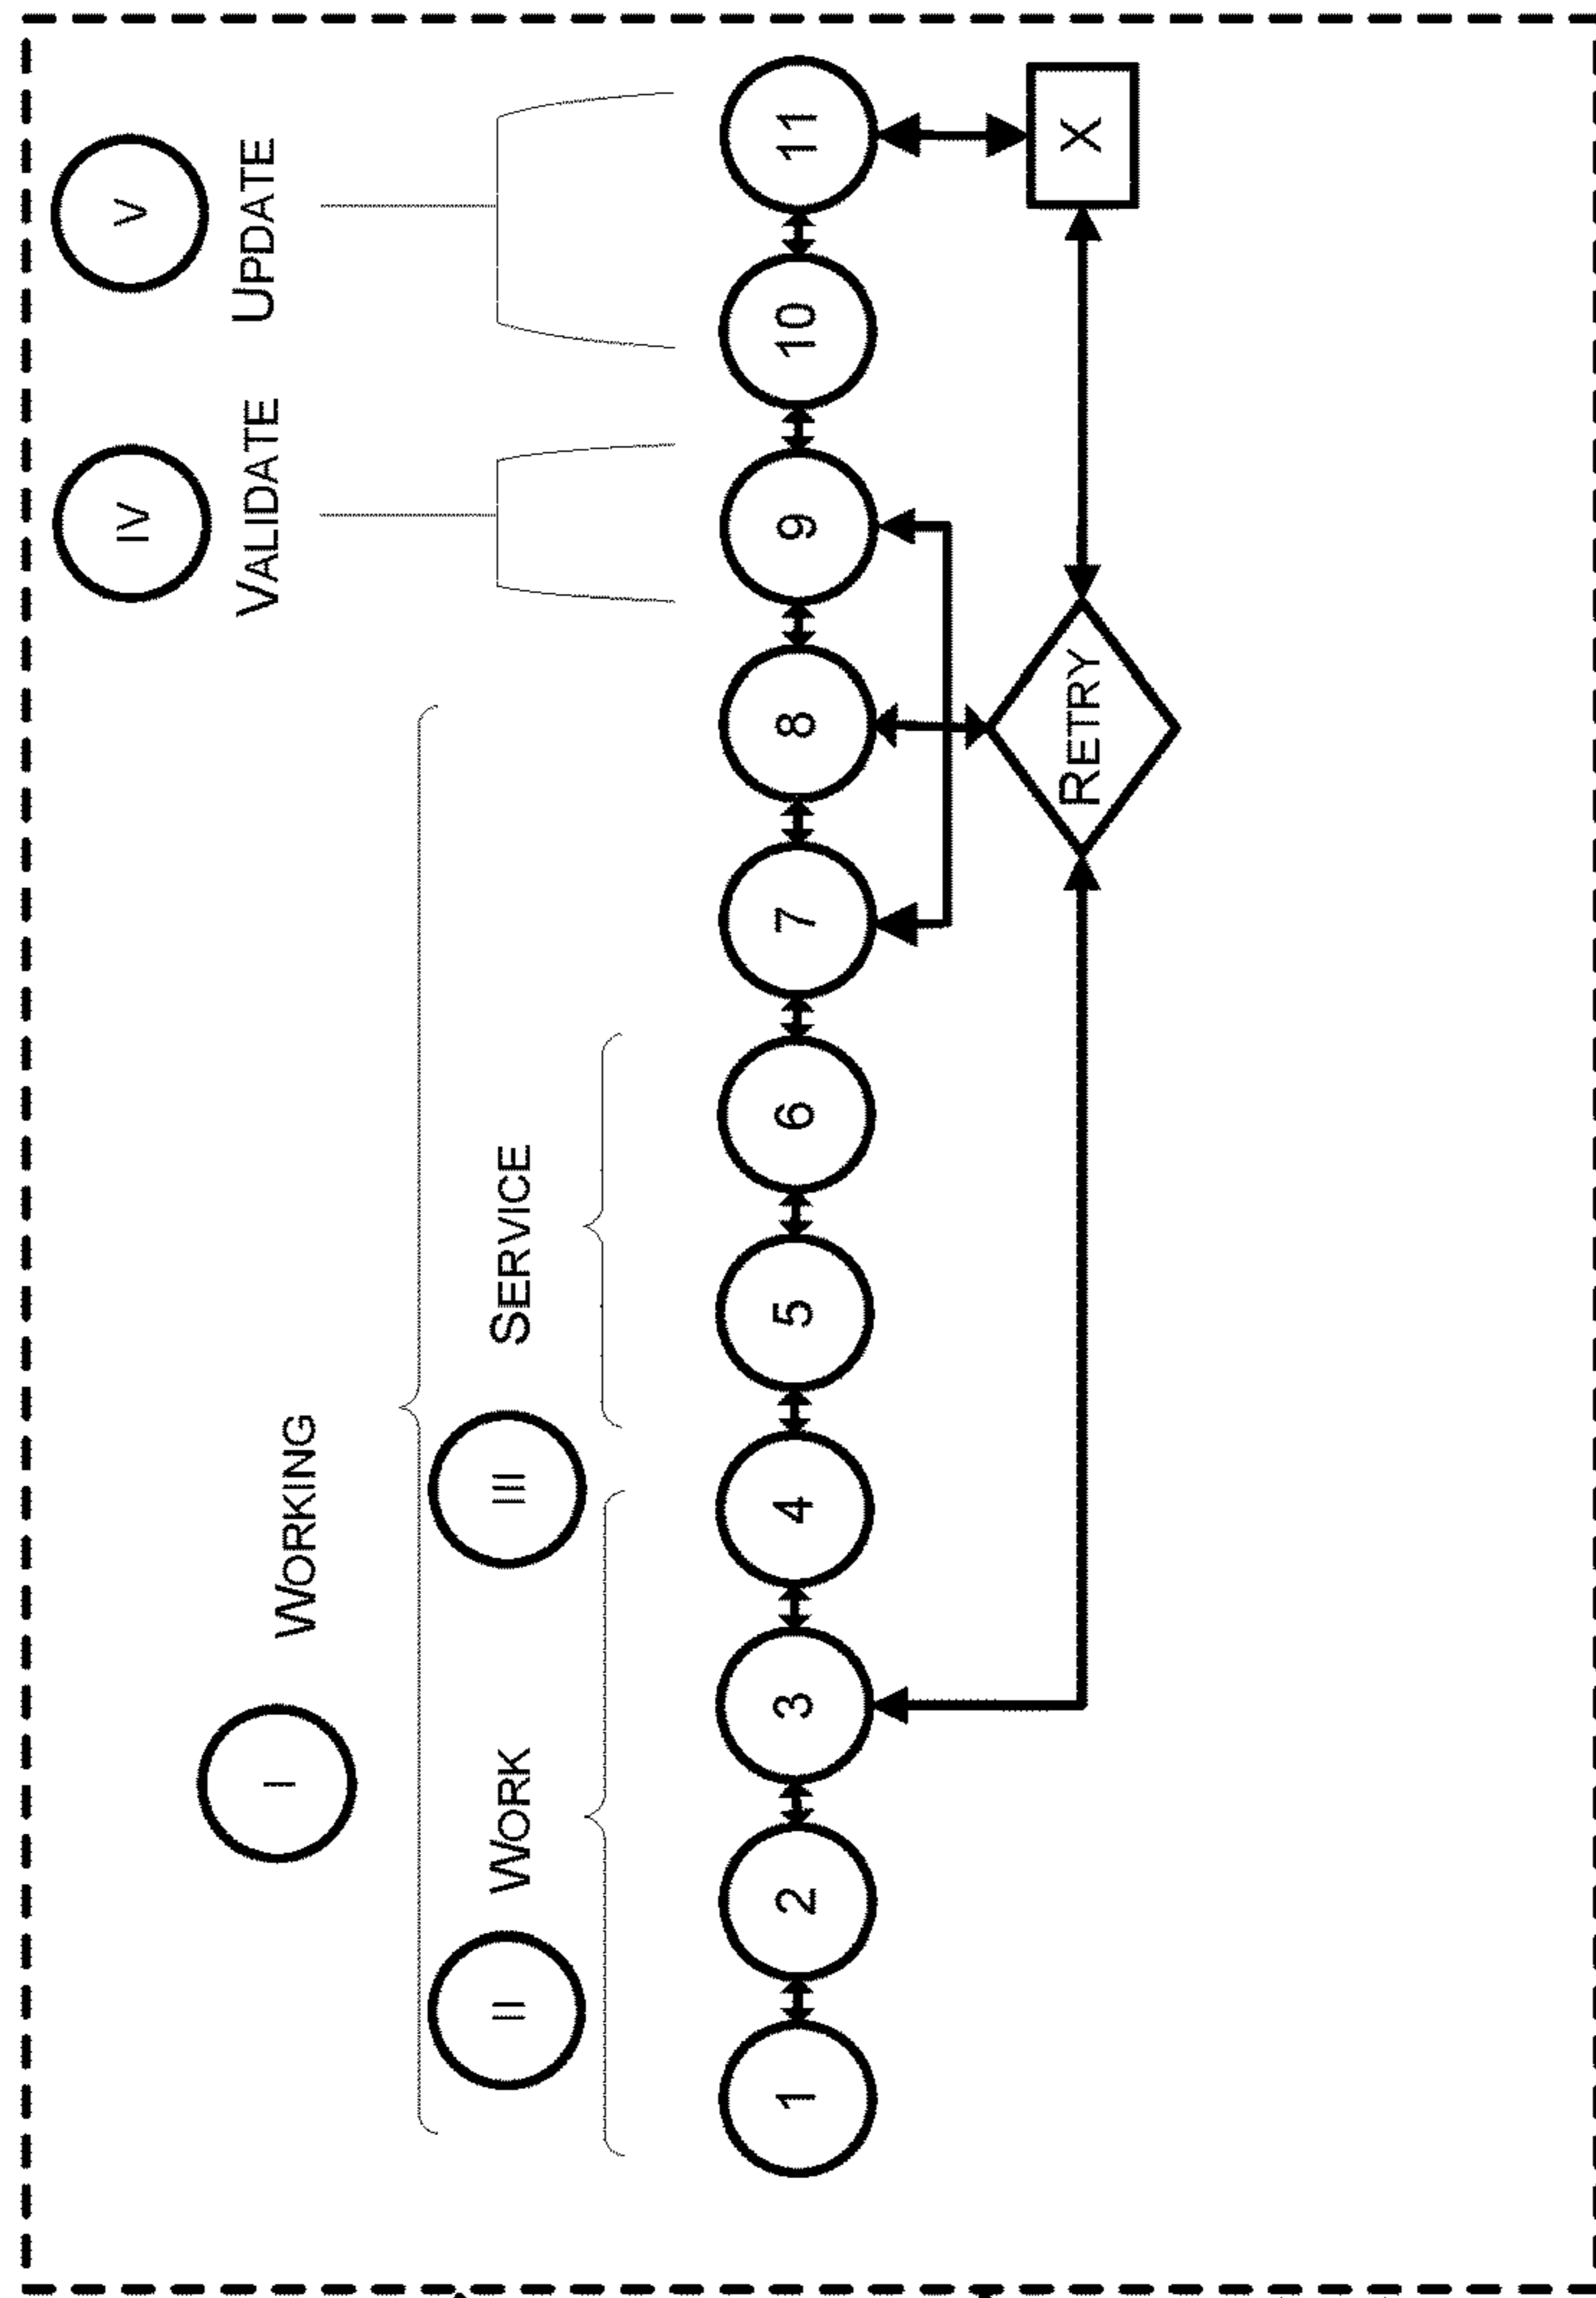 I WORKING
IV VALIDATE
V UPDATE
II WORK
III SERVICE
1 2 3 4 5 6 7 8 9 10 11
RETRY
X